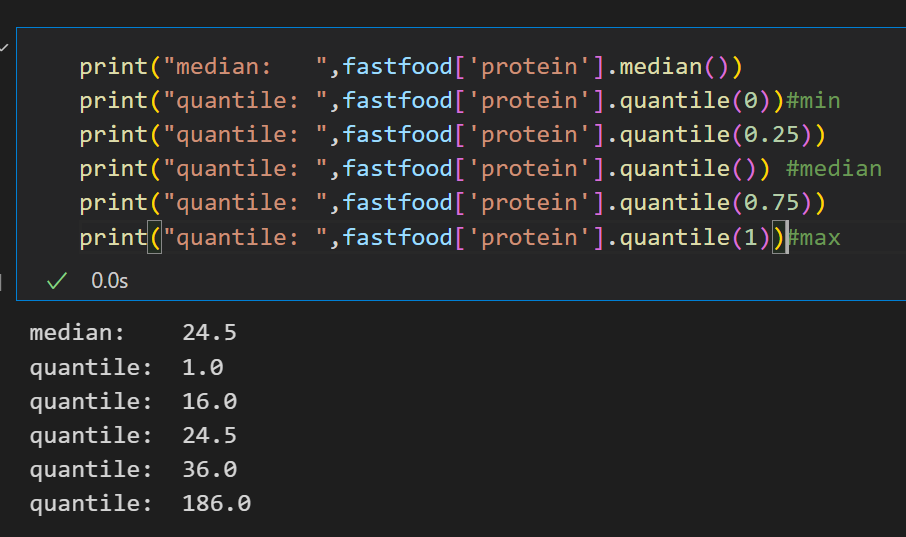 print("median:   ",fastfood['protein'].median())
print("quantile: ",fastfood['protein'].quantile(0))#min
print("quantile: ",fastfood['protein'].quantile(0.25))
print("quantile: ",fastfood['protein'].quantile()) #median
print("quantile: ",fastfood['protein'].quantile(0.75))
print("quantile: ",fastfood['protein'].quantile(1))#max
0.0s
median:    24.5
quantile:  1.0
quantile:  16.0
quantile:  24.5
quantile:  36.0
quantile:  186.0